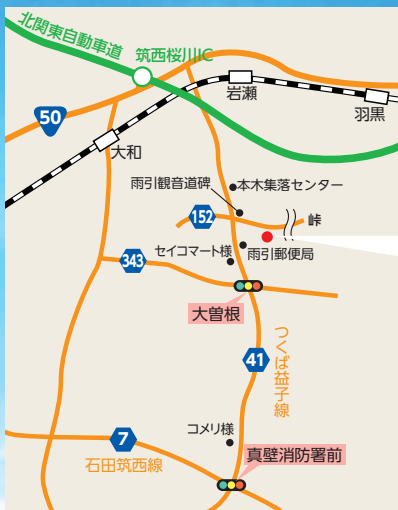 北関東自動車道
筑西桜川IC
50
岩瀬
羽黒
大和
雨引観音道碑
本木集落センター
152
峠
セイコマート様
雨引郵便局
343
大曽根
つくば益子線
41
コメリ様
7
石田筑西線
真壁消防署前